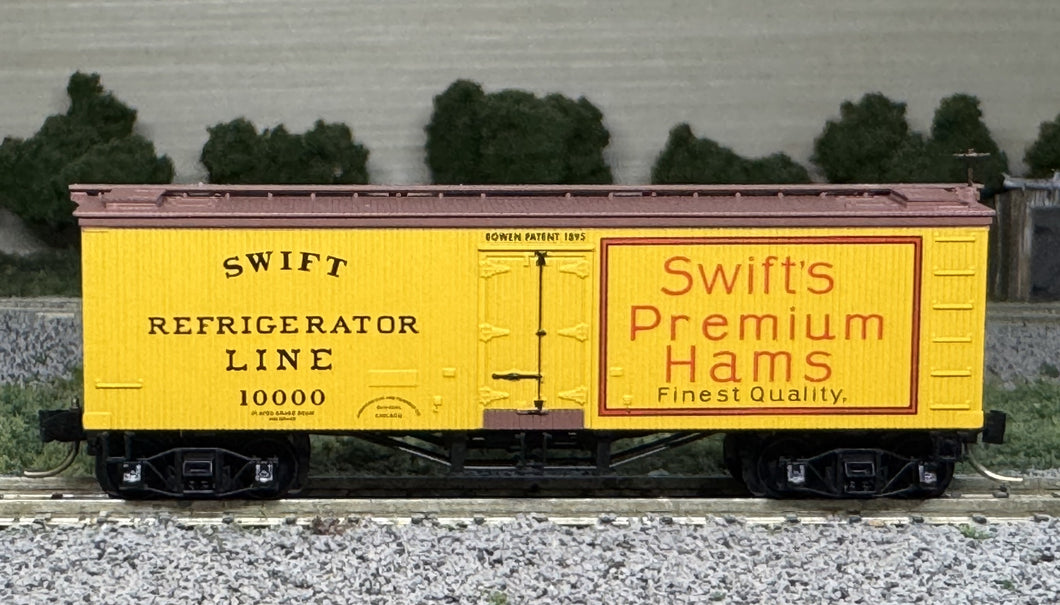 SWIFT
REFRIGERATOR
LINE
10000
BOWEN PATENT 1895
Swift's
Premium
Hams
Finest Quality.